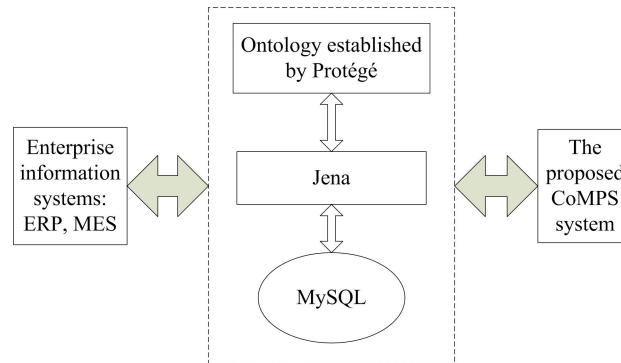 Ontology established
by Protégé
Enterprise
information
systems:
ERP, MES
Jena
The
proposed
CoMPS
system
MySQL